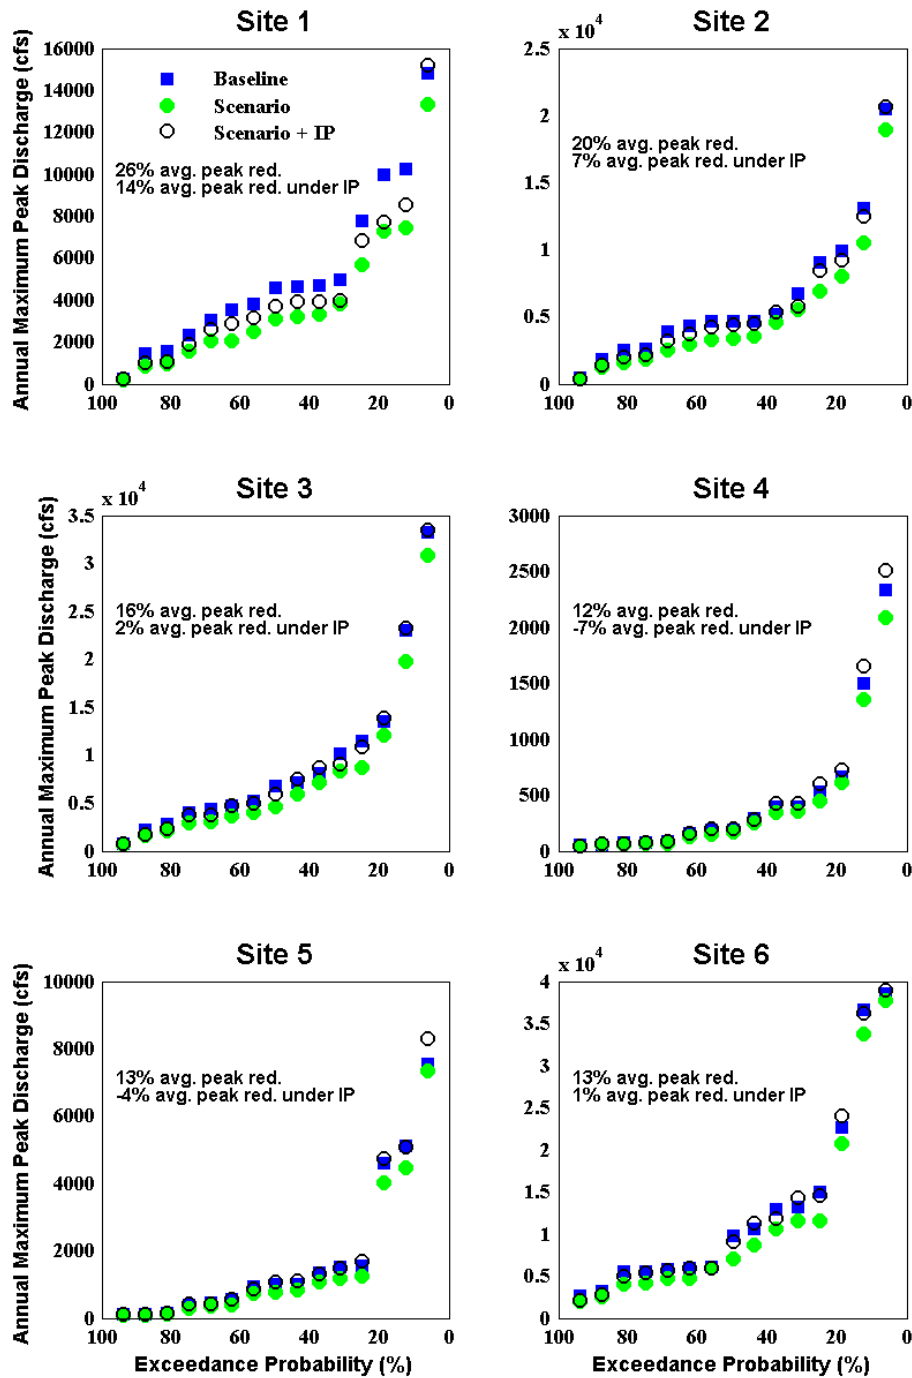 Site 1
Annual Maximum Peak Discharge (cfs)
16000
14000
12000
10000
8000
6000
4000
2000
0
Baseline
Scenario
Scenario + IP
26% avg. peak red.
14% avg. peak red. under IP
100 80 60 40 20 0
Site 2
x 10^4
2.5
2
1.5
1
0.5
0
20% avg. peak red.
7% avg. peak red. under IP
100 80 60 40 20 0
Site 3
x 10^4
Annual Maximum Peak Discharge (cfs)
3.5
3
2.5
2
1.5
1
0.5
0
16% avg. peak red.
2% avg. peak red. under IP
100 80 60 40 20 0
Site 4
3000
2500
2000
1500
1000
500
0
12% avg. peak red.
-7% avg. peak red. under IP
100 80 60 40 20 0
Site 5
Annual Maximum Peak Discharge (cfs)
10000
8000
6000
4000
2000
0
13% avg. peak red.
-4% avg. peak red. under IP
100 80 60 40 20 0
Exceedance Probability (%)
Site 6
x 10^4
4
3.5
3
2.5
2
1.5
1
0.5
0
13% avg. peak red.
1% avg. peak red. under IP
100 80 60 40 20 0
Exceedance Probability (%)